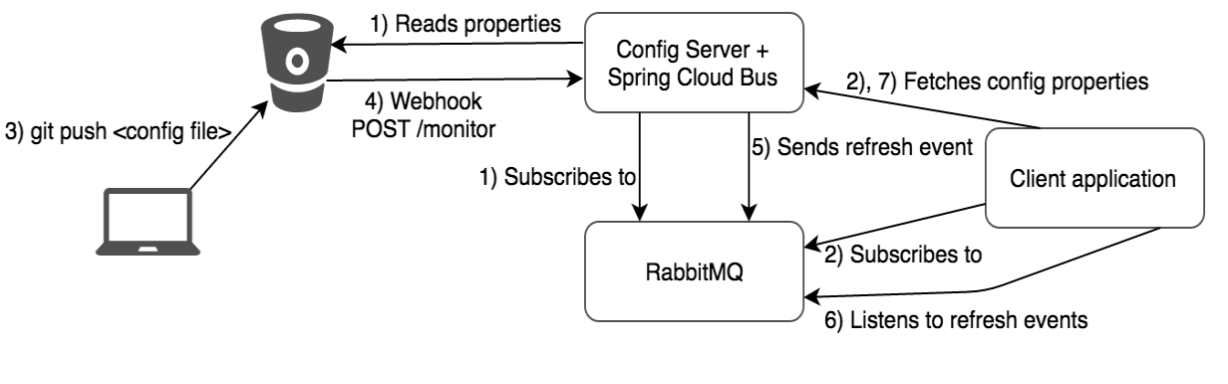 1) Reads properties
Config Server +
Spring Cloud Bus
2), 7) Fetches config properties
4) Webhook
POST /monitor
3) git push <config file>
5) Sends refresh event
1) Subscribes to
Client application
2) Subscribes to
RabbitMQ
6) Listens to refresh events